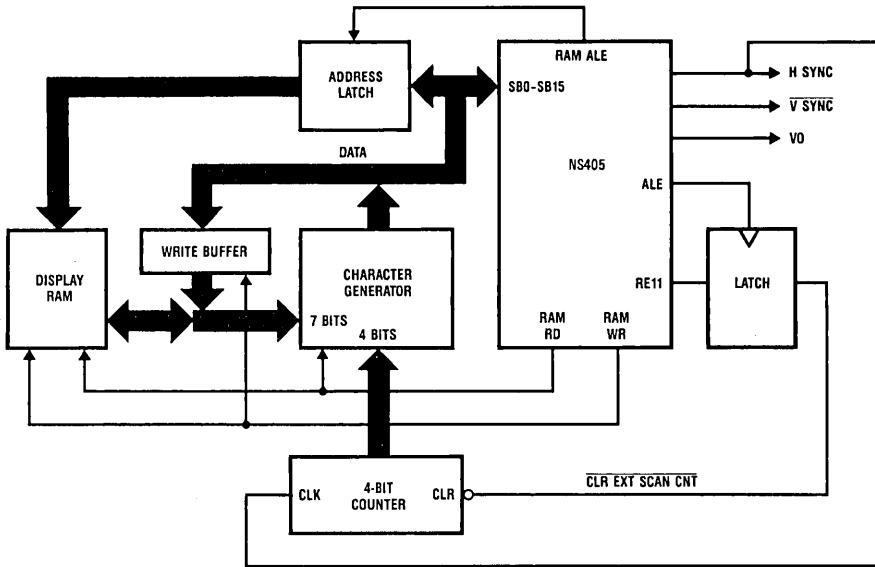 RAM ALE
ADDRESS
LATCH
SB0-SB15
H SYNC
V SYNC
DATA
VO
NS405
ALE
WRITE BUFFER
DISPLAY
RAM
CHARACTER
GENERATOR
RE11
LATCH
7 BITS
4 BITS
RAM
RD
RAM
WR
CLK
4-BIT
COUNTER
CLR
CLR EXT SCAN CNT